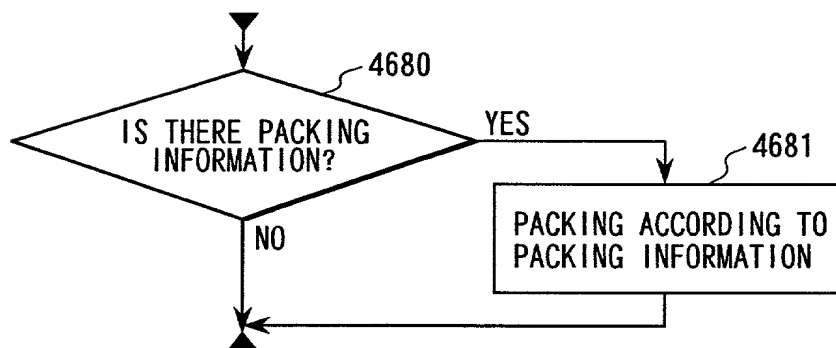 4680
IS THERE PACKING
INFORMATION?
YES
4681
PACKING ACCORDING TO
PACKING INFORMATION
NO